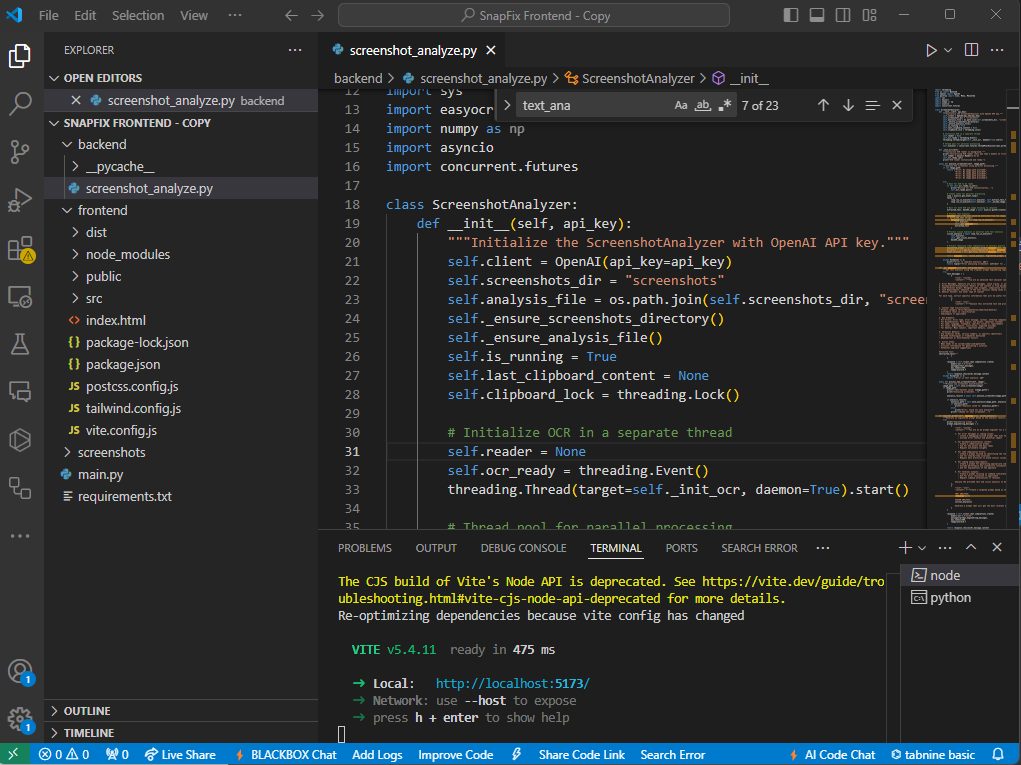 File Edit Selection View ··· SnapFix Frontend - Copy
EXPLORER ···
OPEN EDITORS
screenshot_analyze.py backend
SNAPFIX FRONTEND - COPY
backend
__pycache__
screenshot_analyze.py
frontend
dist
node_modules
public
src
<> index.html
{} package-lock.json
{} package.json
JS postcss.config.js
JS tailwind.config.js
JS vite.config.js
screenshots
main.py
requirements.txt
OUTLINE
TIMELINE
1
1
screenshot_analyze.py
backend > screenshot_analyze.py > ScreenshotAnalyzer > __init__
text_ana Aa ab .* 7 of 23
12 import sys
13 import easyocr
14 import numpy as np
15 import asyncio
16 import concurrent.futures
17
18 class ScreenshotAnalyzer:
19 def __init__(self, api_key):
20 """Initialize the ScreenshotAnalyzer with OpenAI API key."""
21 self.client = OpenAI(api_key=api_key)
22 self.screenshots_dir = "screenshots"
23 self.analysis_file = os.path.join(self.screenshots_dir, "screen
24 self._ensure_screenshots_directory()
25 self._ensure_analysis_file()
26 self.is_running = True
27 self.last_clipboard_content = None
28 self.clipboard_lock = threading.Lock()
29
30 # Initialize OCR in a separate thread
31 self.reader = None
32 self.ocr_ready = threading.Event()
33 threading.Thread(target=self._init_ocr, daemon=True).start()
34
35 # Thread pool for parallel processing
PROBLEMS OUTPUT DEBUG CONSOLE TERMINAL PORTS SEARCH ERROR ···
The CJS build of Vite's Node API is deprecated. See https://vite.dev/guide/tro
ubleshooting.html#vite-cjs-node-api-deprecated for more details.
Re-optimizing dependencies because vite config has changed
VITE v5.4.11 ready in 475 ms
➜ Local: http://localhost:5173/
➜ Network: use --host to expose
➜ press h + enter to show help
node
python
0 0 0 Live Share BLACKBOX Chat Add Logs Improve Code Share Code Link Search Error AI Code Chat tabnine basic